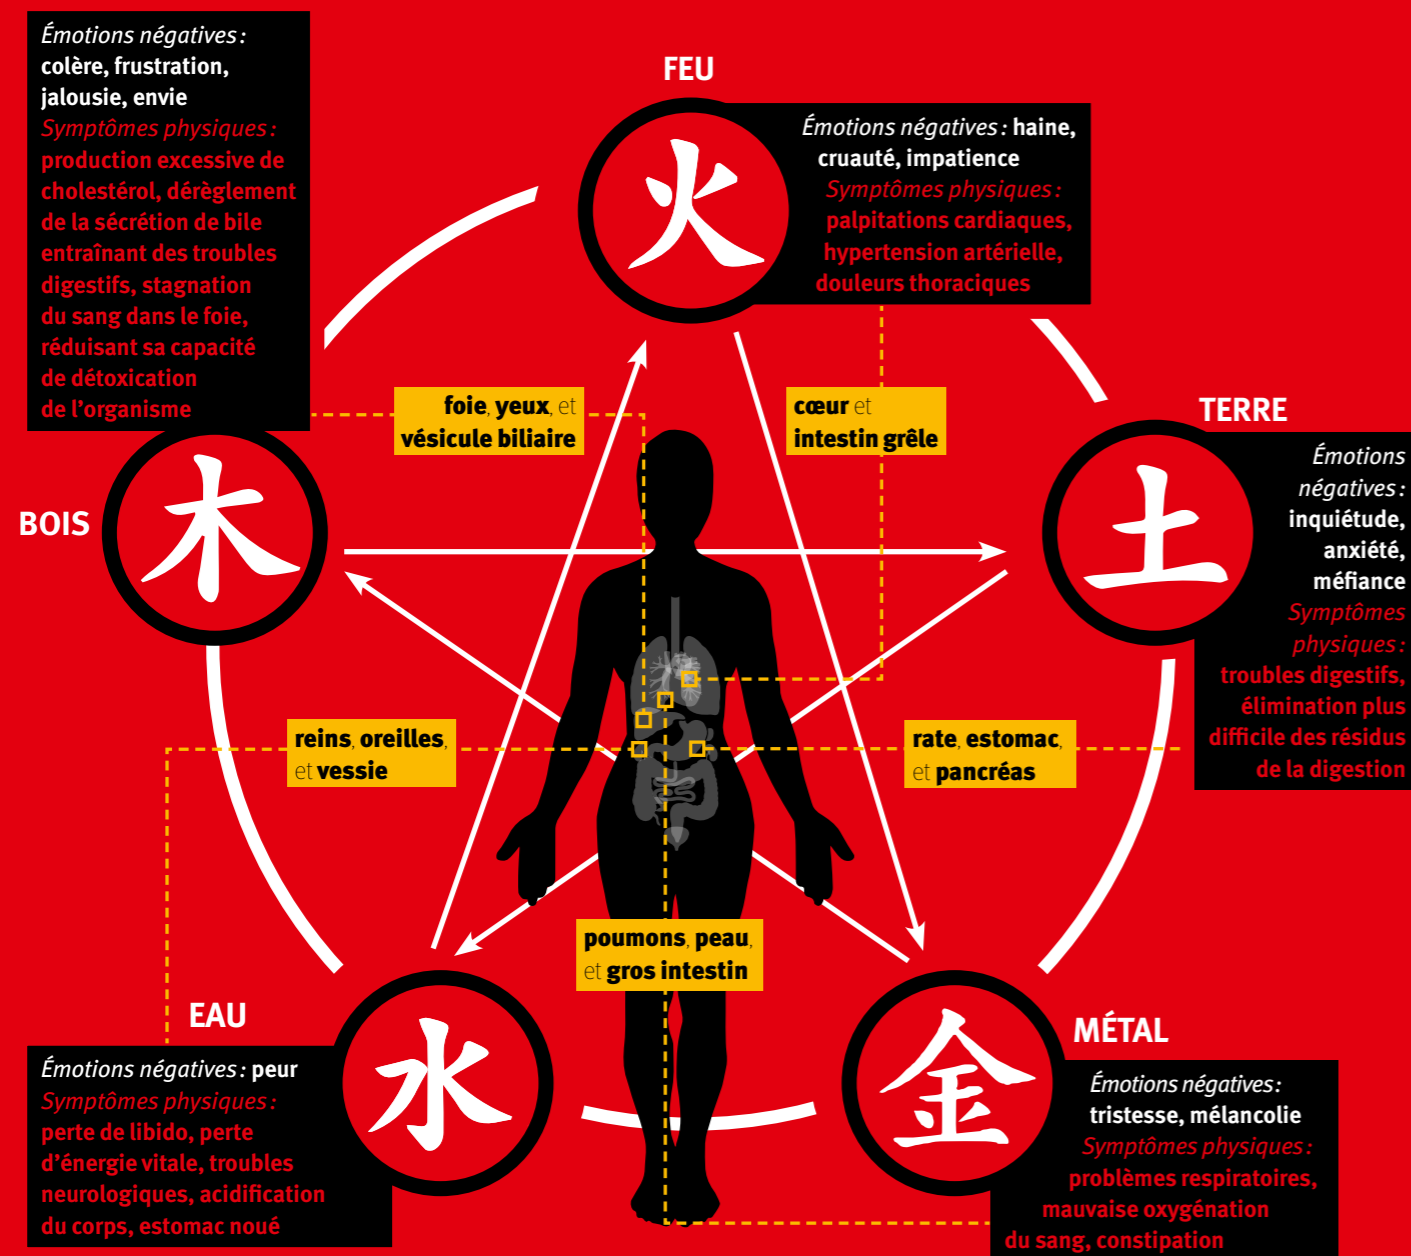 Émotions négatives :
colère, frustration,
jalousie, envie
Symptômes physiques :
production excessive de
cholestérol, dérèglement
de la sécrétion de bile
entraînant des troubles
digestifs, stagnation
du sang dans le foie,
réduisant sa capacité
de détoxication
de l’organisme
BOIS
木
FEU
火
Émotions négatives : haine,
cruauté, impatience
Symptômes physiques :
palpitations cardiaques,
hypertension artérielle,
douleurs thoraciques
foie, yeux, et
vésicule biliaire
cœur et
intestin grêle
TERRE
土
Émotions
négatives :
inquiétude,
anxiété,
méfiance
Symptômes
physiques :
troubles digestifs,
élimination plus
difficile des résidus
de la digestion
reins, oreilles,
et vessie
rate, estomac,
et pancréas
poumons, peau,
et gros intestin
EAU
水
Émotions négatives : peur
Symptômes physiques :
perte de libido, perte
d’énergie vitale, troubles
neurologiques, acidification
du corps, estomac noué
MÉTAL
金
Émotions négatives :
tristesse, mélancolie
Symptômes physiques :
problèmes respiratoires,
mauvaise oxygénation
du sang, constipation